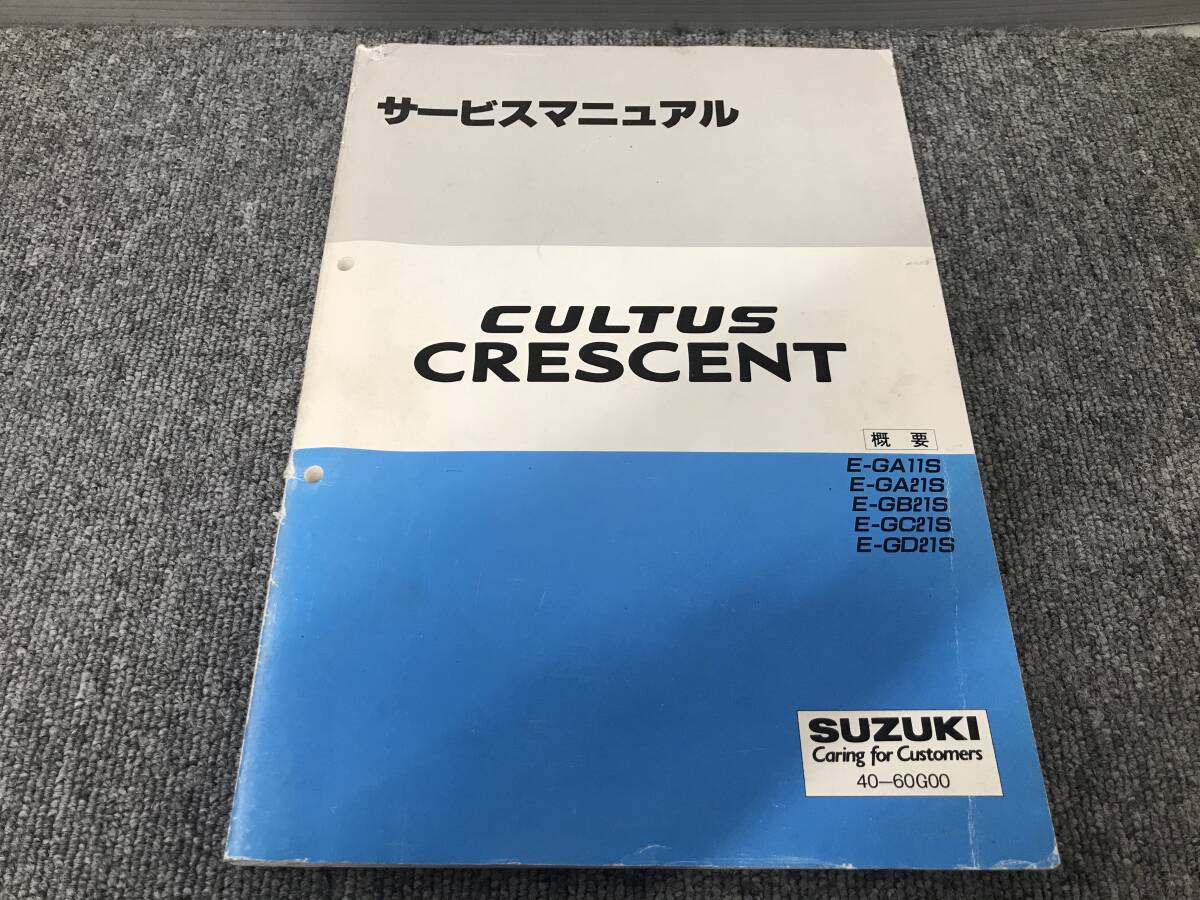 サービスマニュアル
CULTUS
CRESCENT
概要
E-GA11S
E-GA21S
E-GB21S
E-GC21S
E-GD21S
SUZUKI
Caring for Customers
40-60G00